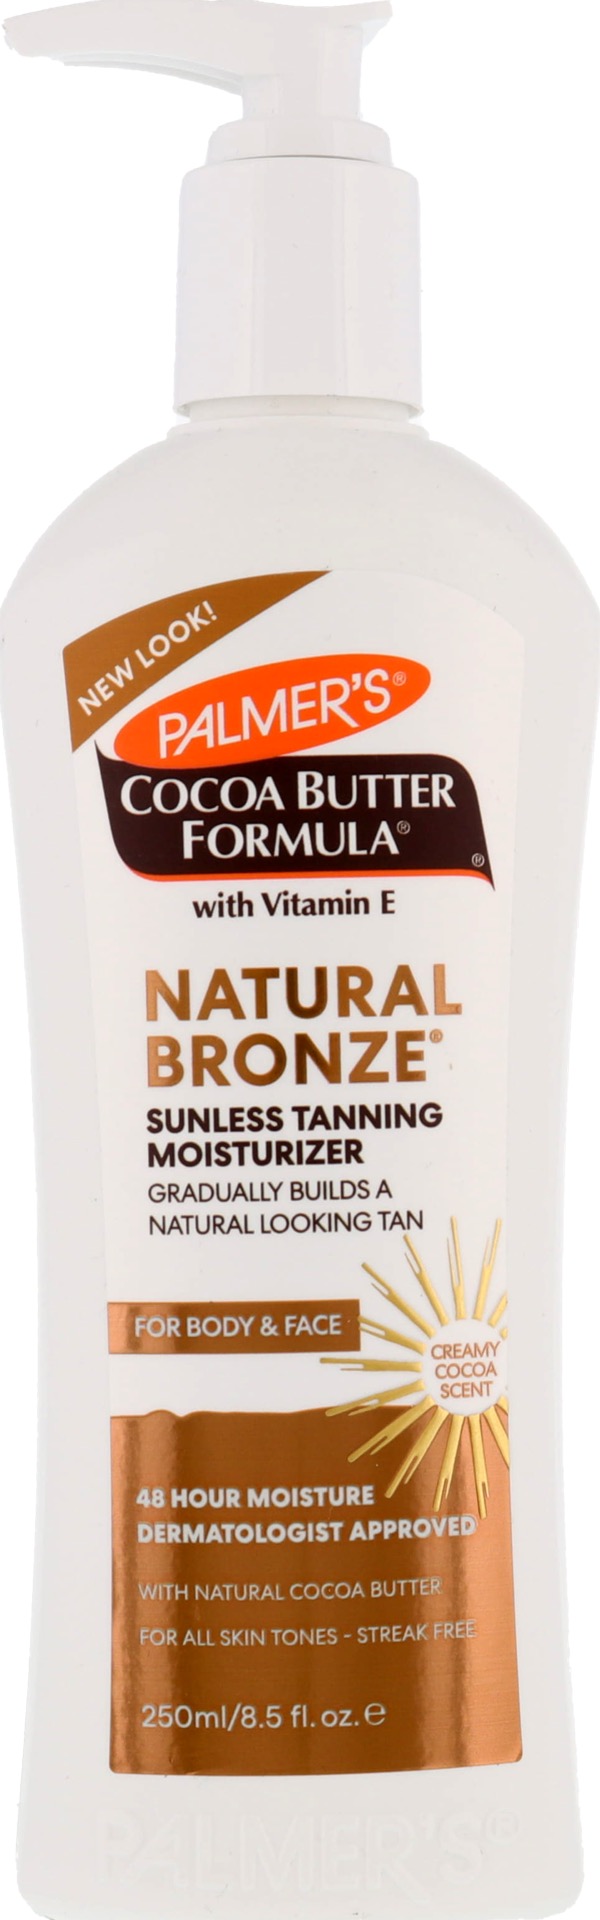 NEW LOOK!
PALMER'S®
COCOA BUTTER
FORMULA®
®
with Vitamin E
NATURAL
BRONZE®
SUNLESS TANNING
MOISTURIZER
GRADUALLY BUILDS A
NATURAL LOOKING TAN
FOR BODY & FACE
CREAMY
COCOA
SCENT
48 HOUR MOISTURE
DERMATOLOGIST APPROVED
WITH NATURAL COCOA BUTTER
FOR ALL SKIN TONES - STREAK FREE
250ml/8.5 fl. oz. ℮
PALMER'S®